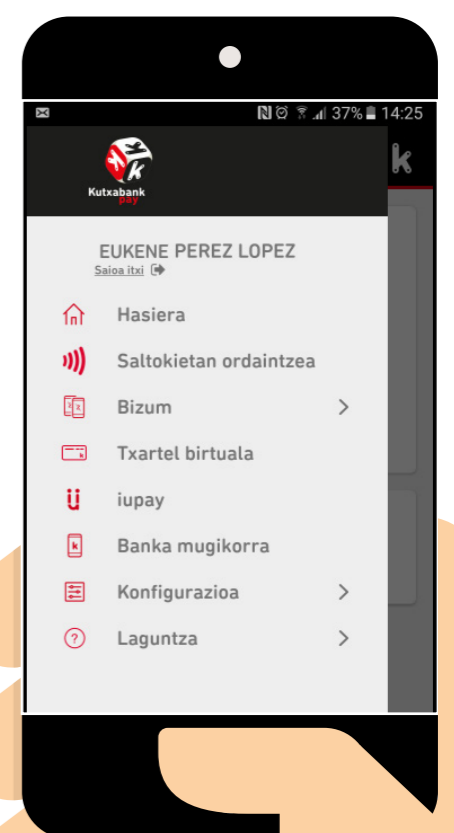 37% 14:25
k
Kutxabank
pay
EUKENE PEREZ LOPEZ
Saioa itxi
Hasiera
Saltokietan ordaintzea
Bizum
Txartel birtuala
iupay
Banka mugikorra
Konfigurazioa
Laguntza